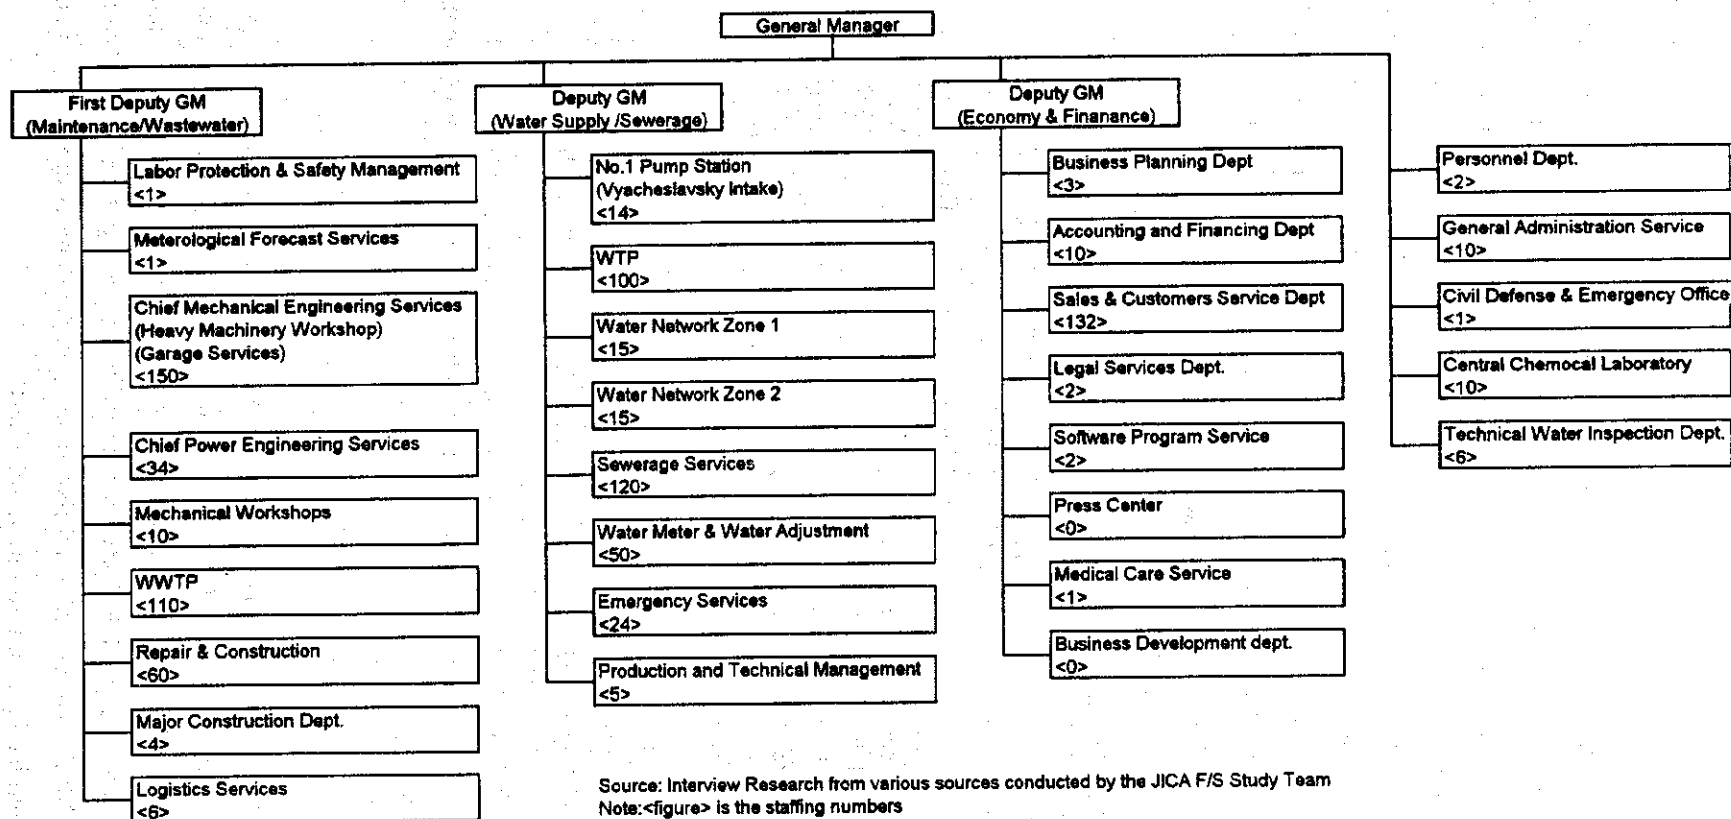 General Manager
First Deputy GM
(Maintenance/Wastewater)
Labor Protection & Safety Management
<1>
Meterological Forecast Services
<1>
Chief Mechanical Engineering Services
(Heavy Machinery Workshop)
(Garage Services)
<150>
Chief Power Engineering Services
<34>
Mechanical Workshops
<10>
WWTP
<110>
Repair & Construction
<60>
Major Construction Dept.
<4>
Logistics Services
<6>
Deputy GM
(Water Supply /Sewerage)
No.1 Pump Station
(Vyacheslavsky Intake)
<14>
WTP
<100>
Water Network Zone 1
<15>
Water Network Zone 2
<15>
Sewerage Services
<120>
Water Meter & Water Adjustment
<50>
Emergency Services
<24>
Production and Technical Management
<5>
Deputy GM
(Economy & Finanance)
Business Planning Dept
<3>
Accounting and Financing Dept
<10>
Sales & Customers Service Dept
<132>
Legal Services Dept.
<2>
Software Program Service
<2>
Press Center
<0>
Medical Care Service
<1>
Business Development dept.
<0>
Personnel Dept.
<2>
General Administration Service
<10>
Civil Defense & Emergency Office
<1>
Central Chemocal Laboratory
<10>
Technical Water Inspection Dept.
<6>
Source: Interview Research from various sources conducted by the JICA F/S Study Team
Note:<figure> is the staffing numbers